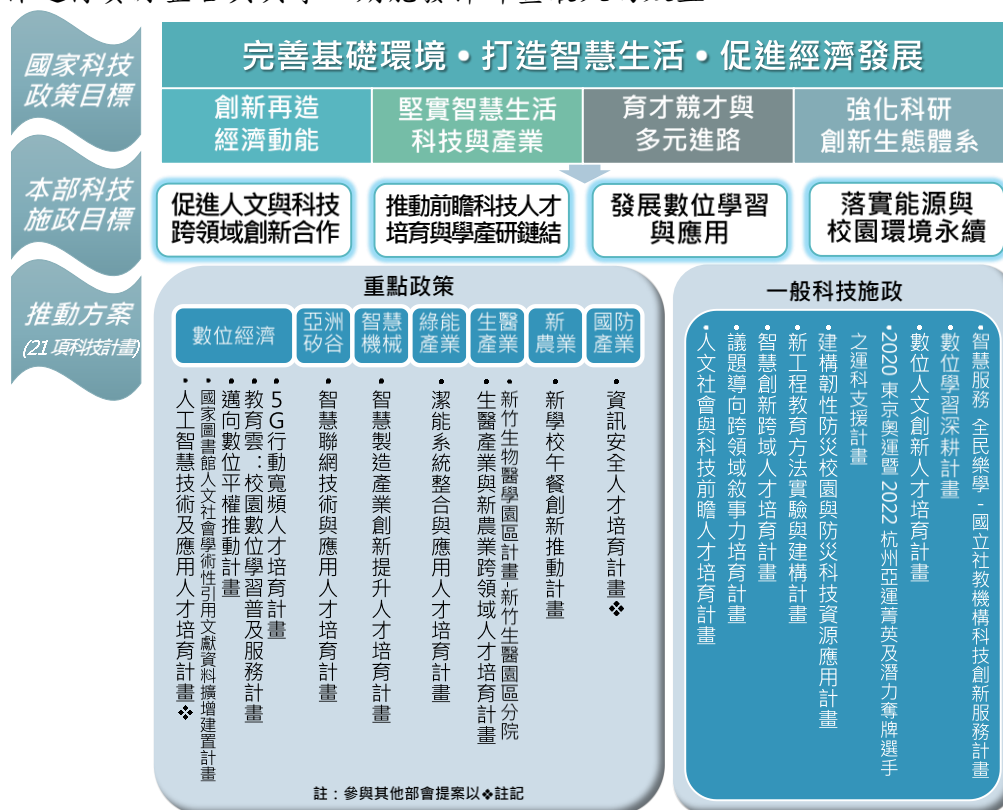 國家科技
政策目標
完善基礎環境•打造智慧生活•促進經濟發展
創新再造
經濟動能
堅實智慧生活
科技與產業
育才競才與
多元進路
強化科研
創新生態體系
本部科技
施政目標
促進人文與科技
跨領域創新合作
推動前瞻科技人才
培育與學產研鏈結
發展數位學習
與應用
落實能源與
校園環境永續
推動方案
(21項科技計畫)
重點政策
數位經濟
亞洲
矽谷
智慧
機械
綠能
產業
生醫
產業
新
農業
國防
產業
•人工智慧技術及應用人才培育計畫❖
•國家圖書館人文社會學術性引用文獻資料擴增建置計畫
•邁向數位平權推動計畫
•教育雲：校園數位學習普及服務計畫
•5G行動寬頻人才培育計畫
•智慧聯網技術與應用人才培育計畫
•智慧製造產業創新提升人才培育計畫
•潔能系統整合與應用人才培育計畫
•生醫產業與新農業跨領域人才培育計畫
•新竹生物醫學園區計畫-新竹生醫園區分院
•新學校午餐創新推動計畫
•資訊安全人才培育計畫❖
註：參與其他部會提案以❖註記
一般科技施政
•人文社會與科技前瞻人才培育計畫
•議題導向跨領域敘事力培育計畫
•智慧創新跨域人才培育計畫
•新工程教育方法實驗與建構計畫
•建構韌性防災校園與防災科技資源應用計畫
•2020 東京奧運暨 2022 杭州亞運菁英及潛力奪牌選手
之運科支援計畫
•數位人文創新人才培育計畫
•數位學習深耕計畫
•智慧服務 全民樂學-國立社教機構科技創新服務計畫